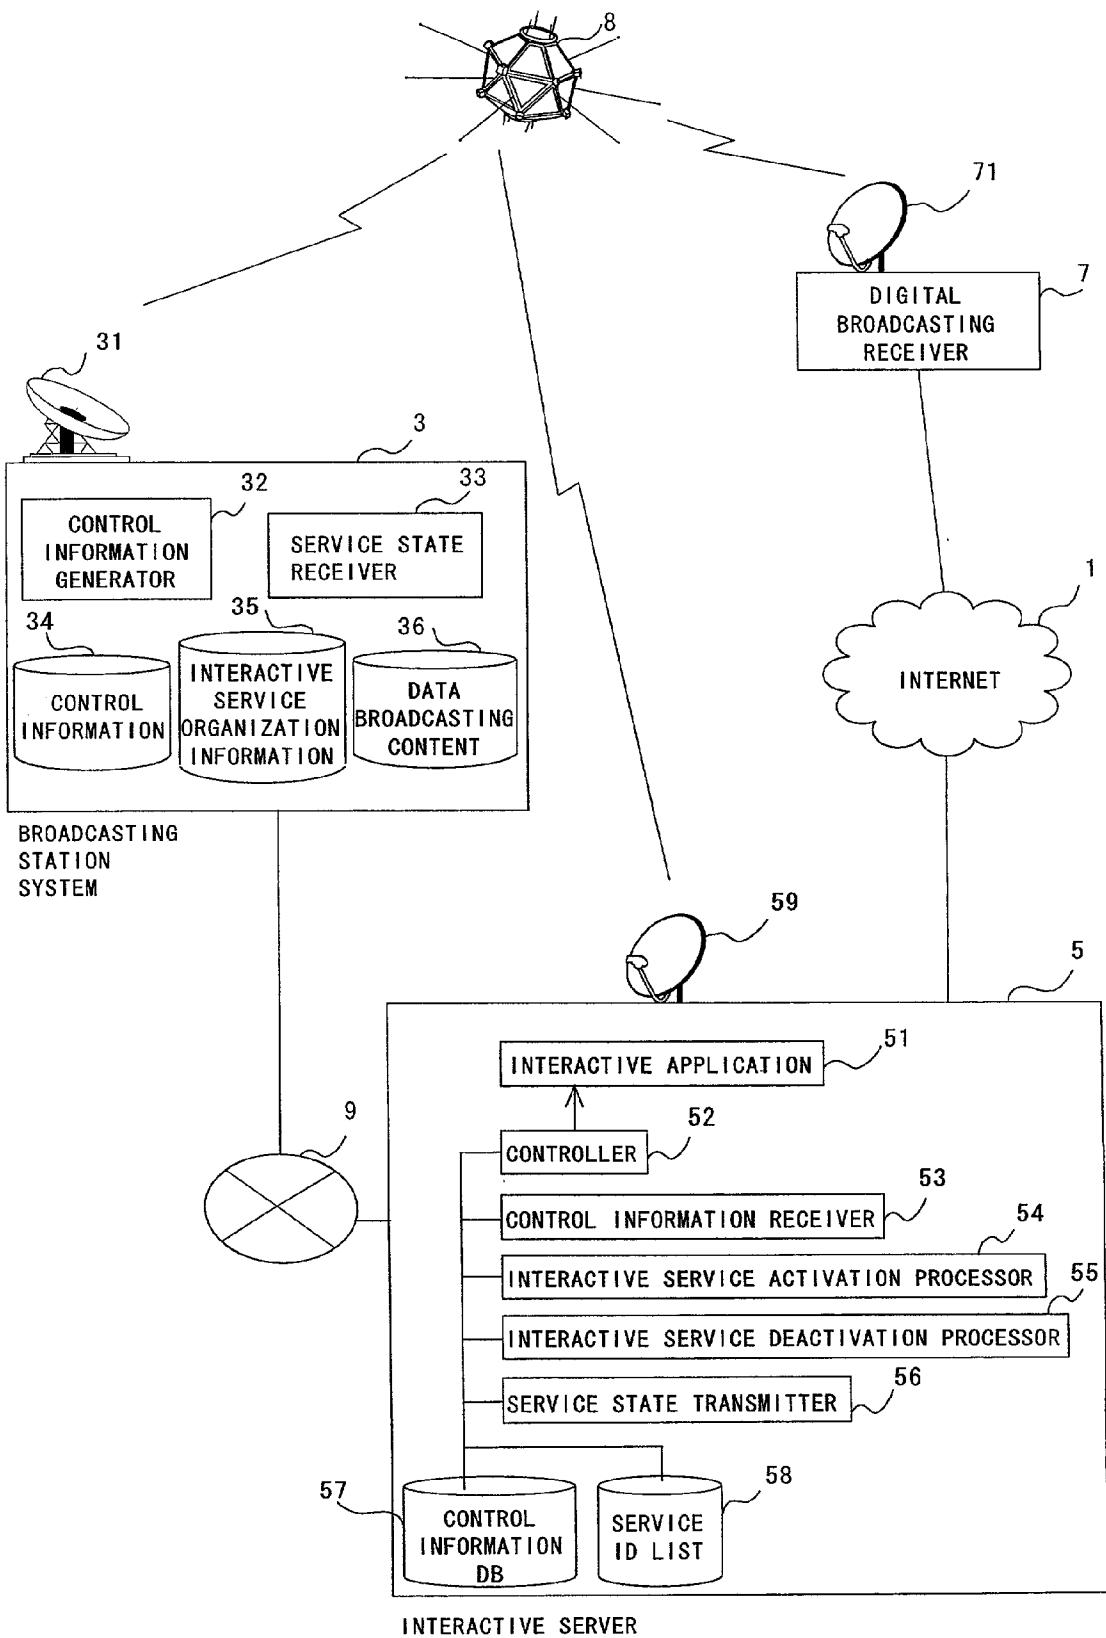 8
71
DIGITAL
BROADCASTING
RECEIVER
7
31
3
32
33
CONTROL
INFORMATION
GENERATOR
SERVICE STATE
RECEIVER
34
35
36
CONTROL
INFORMATION
INTERACTIVE
SERVICE
ORGANIZATION
INFORMATION
DATA
BROADCASTING
CONTENT
1
INTERNET
BROADCASTING
STATION
SYSTEM
59
5
51
INTERACTIVE APPLICATION
9
52
CONTROLLER
53
CONTROL INFORMATION RECEIVER
54
INTERACTIVE SERVICE ACTIVATION PROCESSOR
55
INTERACTIVE SERVICE DEACTIVATION PROCESSOR
56
SERVICE STATE TRANSMITTER
57
58
CONTROL
INFORMATION
DB
SERVICE
ID LIST
INTERACTIVE SERVER